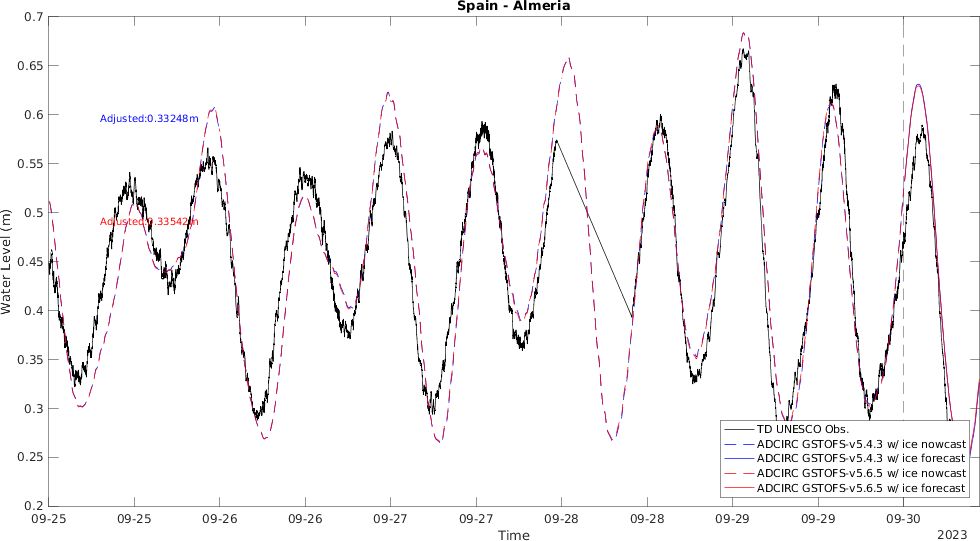 Spain - Almeria
0.7
0.65
0.6
0.55
0.5
0.45
0.4
0.35
0.3
0.25
0.2
Water Level (m)
Adjusted:0.33248m
Adjusted:0.33542m
TD UNESCO Obs.
ADCIRC GSTOFS-v5.4.3 w/ ice nowcast
ADCIRC GSTOFS-v5.4.3 w/ ice forecast
ADCIRC GSTOFS-v5.6.5 w/ ice nowcast
ADCIRC GSTOFS-v5.6.5 w/ ice forecast
09-25 09-25 09-26 09-26 09-27 09-27 09-28 09-28 09-29 09-29 09-30
Time
2023